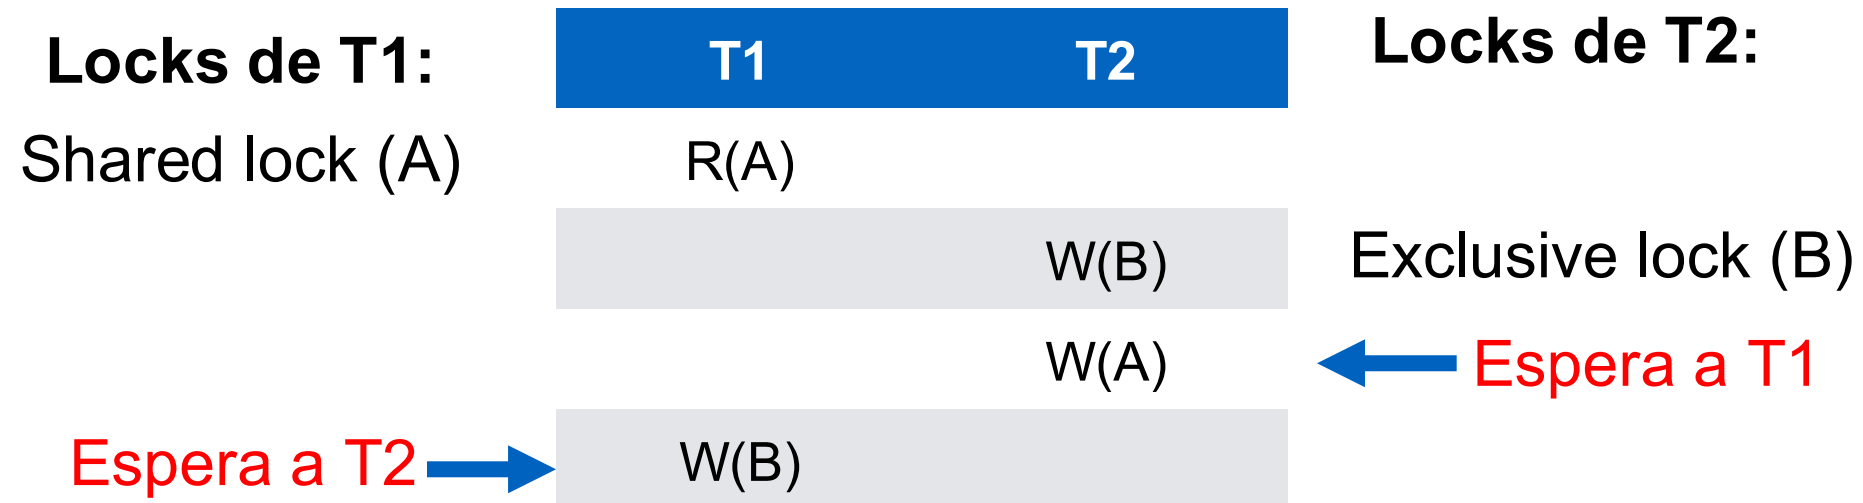 Locks de T1:
T1
T2
Locks de T2:
Shared lock (A)
R(A)
W(B)
Exclusive lock (B)
W(A)
Espera a T1
Espera a T2
W(B)